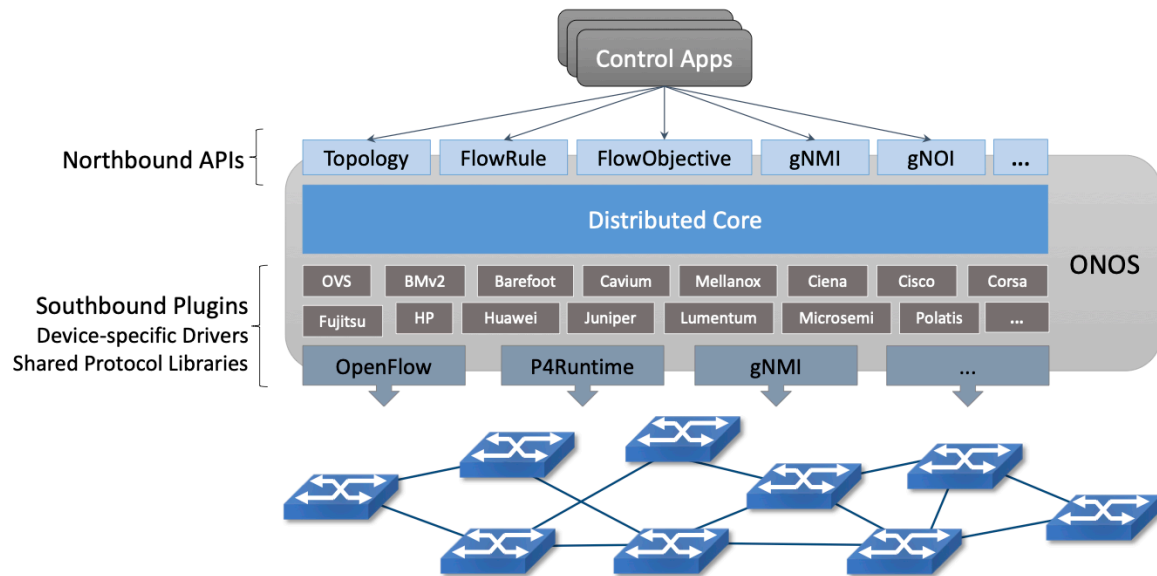 Control Apps
Northbound APIs
Topology
FlowRule
FlowObjective
gNMI
gNOI
...
Distributed Core
ONOS
OVS
BMv2
Barefoot
Cavium
Mellanox
Ciena
Cisco
Corsa
Southbound Plugins
Device-specific Drivers
Shared Protocol Libraries
Fujitsu
HP
Huawei
Juniper
Lumentum
Microsemi
Polatis
...
OpenFlow
P4Runtime
gNMI
...